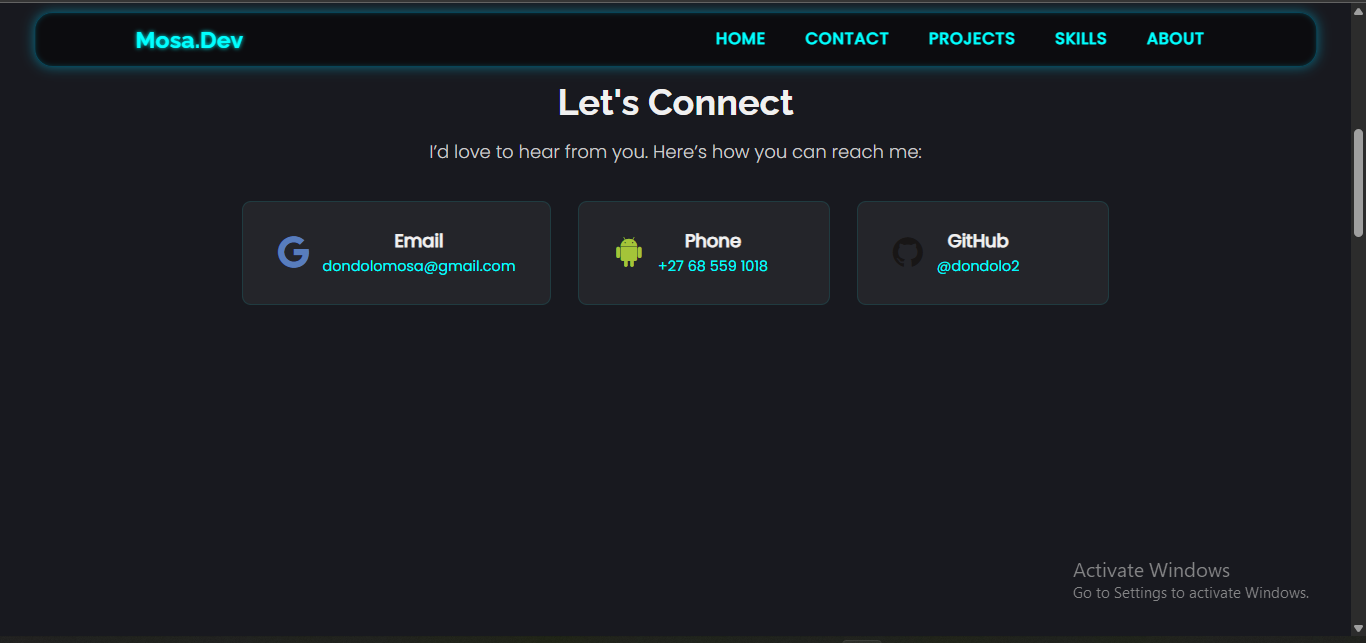 Mosa.Dev
HOME CONTACT PROJECTS SKILLS ABOUT
Let's Connect
I’d love to hear from you. Here’s how you can reach me:
Email
dondolomosa@gmail.com
Phone
+27 68 559 1018
GitHub
@dondolo2
Activate Windows
Go to Settings to activate Windows.